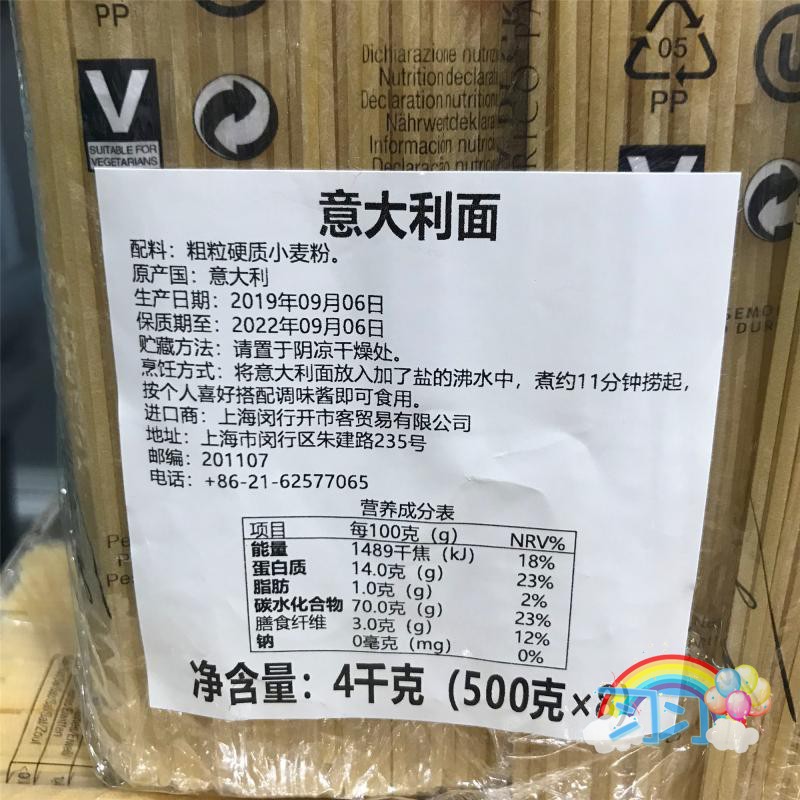 PP
V
SUITABLE FOR
VEGETARIANS
Dichiarazione nutri
Nutrition declara
Déclaration nutrition
Nährwertdeklara
Información nutric
Declaração nutric
05
PP
V
意大利面
配料：粗粒硬质小麦粉。
原产国：意大利
生产日期：2019年09月06日
保质期至：2022年09月06日
贮藏方法：请置于阴凉干燥处。
烹饪方式：将意大利面放入加了盐的沸水中，煮约11分钟捞起，
按个人喜好搭配调味酱即可食用。
进口商：上海闵行开市客贸易有限公司
地址：上海市闵行区朱建路235号
邮编：201107
电话：+86-21-62577065
营养成分表
项目 每100克（g） NRV%
能量 1489千焦（kJ） 18%
蛋白质 14.0克（g） 23%
脂肪 1.0克（g） 2%
碳水化合物 70.0克（g） 23%
膳食纤维 3.0克（g） 12%
钠 0毫克（mg） 0%
净含量：4千克（500克×8）
习习